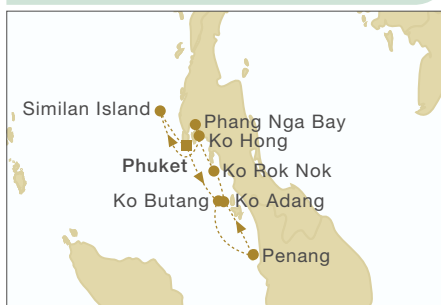 Similan Island
Phang Nga Bay
Ko Hong
Phuket
Ko Rok Nok
Ko Butang
Ko Adang
Penang